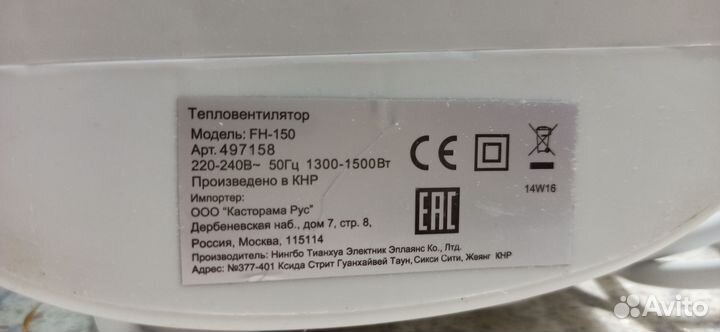 Тепловентилятор
Модель: FH-150
Арт. 497158
220-240В~ 50Гц 1300-1500Вт
Произведено в КНР
Импортер:
ООО "Касторама Рус"
Дербеневская наб., дом 7, стр. 8,
Россия, Москва, 115114
Производитель: Нингбо Тианхуа Электник Эплаянс Ко., Лтд.
Адрес: №377-401 Ксида Стрит Гуанхайвей Таун, Сикси Сити, Жеянг КНР
CE
14W16
EAC
Avito